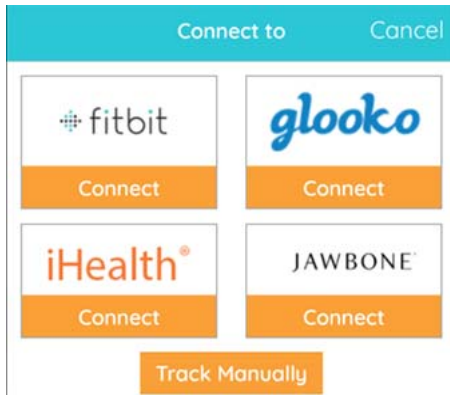 Connect to Cancel
fitbit glooko
Connect Connect
iHealth® JAWBONE
Connect Connect
Track Manually